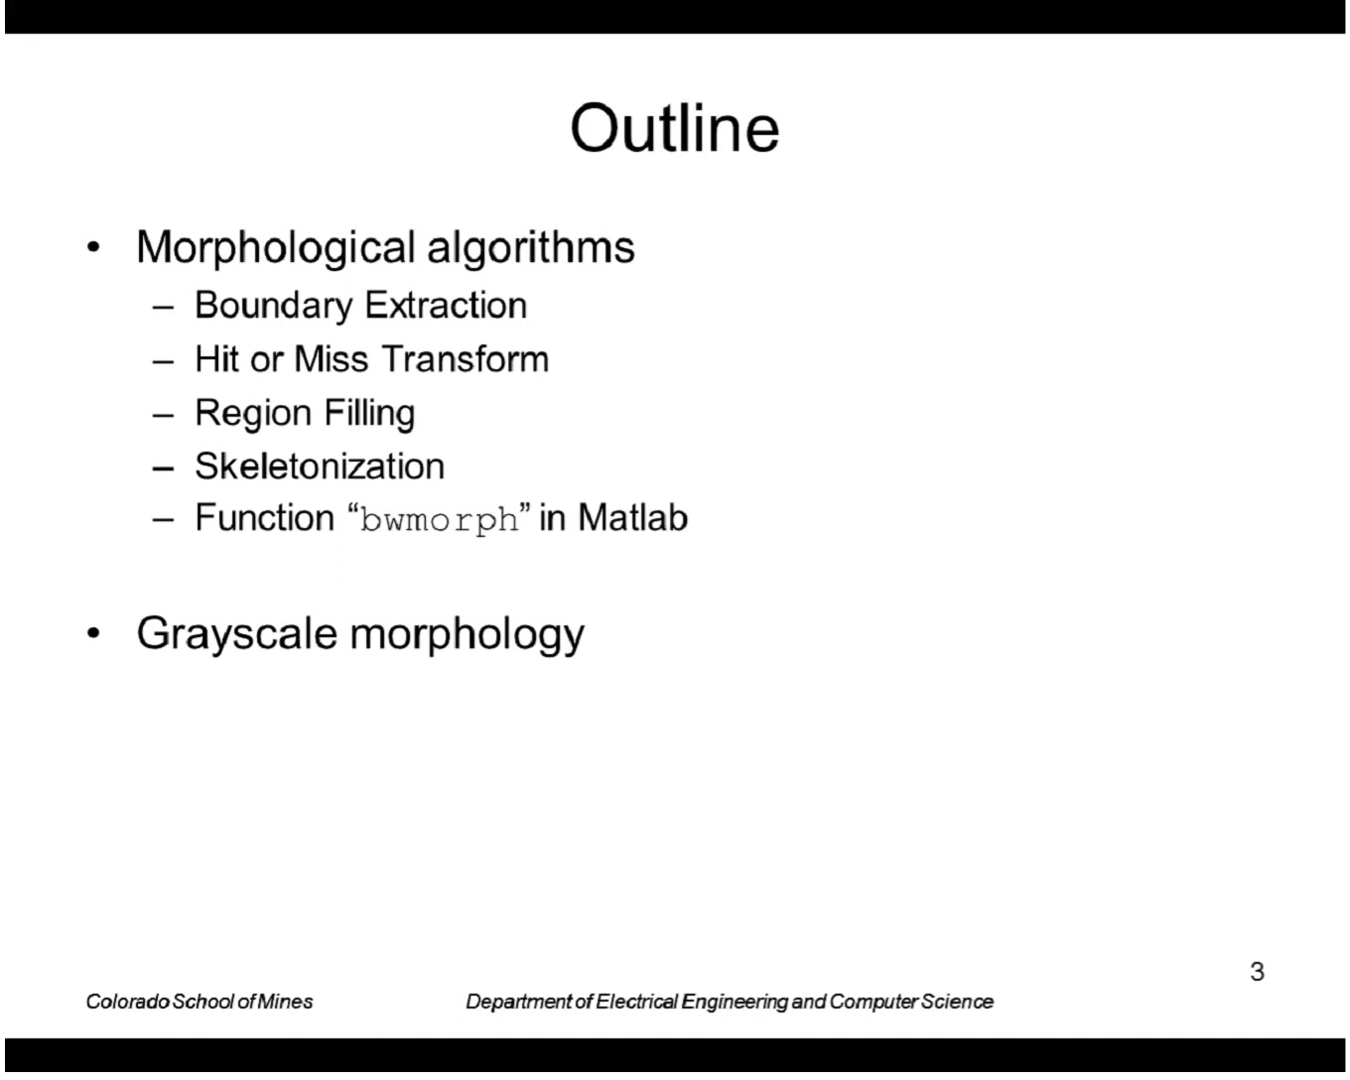 Outline
• Morphological algorithms
– Boundary Extraction
– Hit or Miss Transform
– Region Filling
– Skeletonization
– Function “bwmorph” in Matlab
• Grayscale morphology
3
Colorado School of Mines
Department of Electrical Engineering and Computer Science